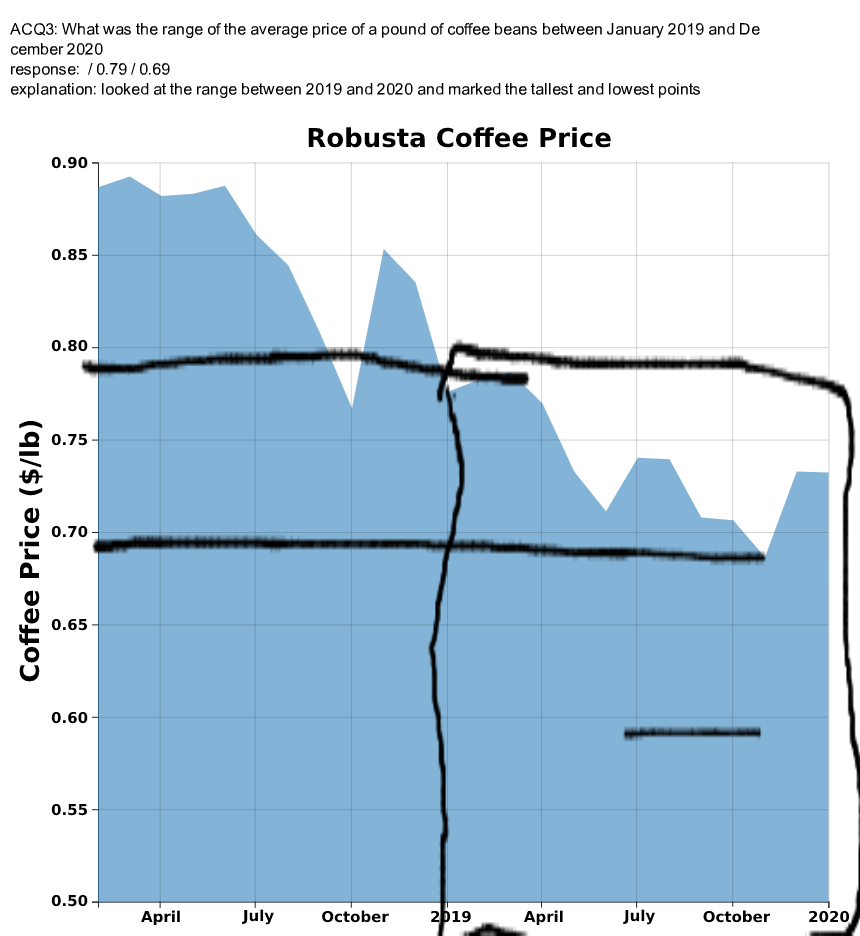 ACQ3: What was the range of the average price of a pound of coffee beans between January 2019 and De
cember 2020
response:  / 0.79 / 0.69
explanation: looked at the range between 2019 and 2020 and marked the tallest and lowest points
Robusta Coffee Price
Coffee Price ($/lb)
0.90
0.85
0.80
0.75
0.70
0.65
0.60
0.55
0.50
April July October 2019 April July October 2020